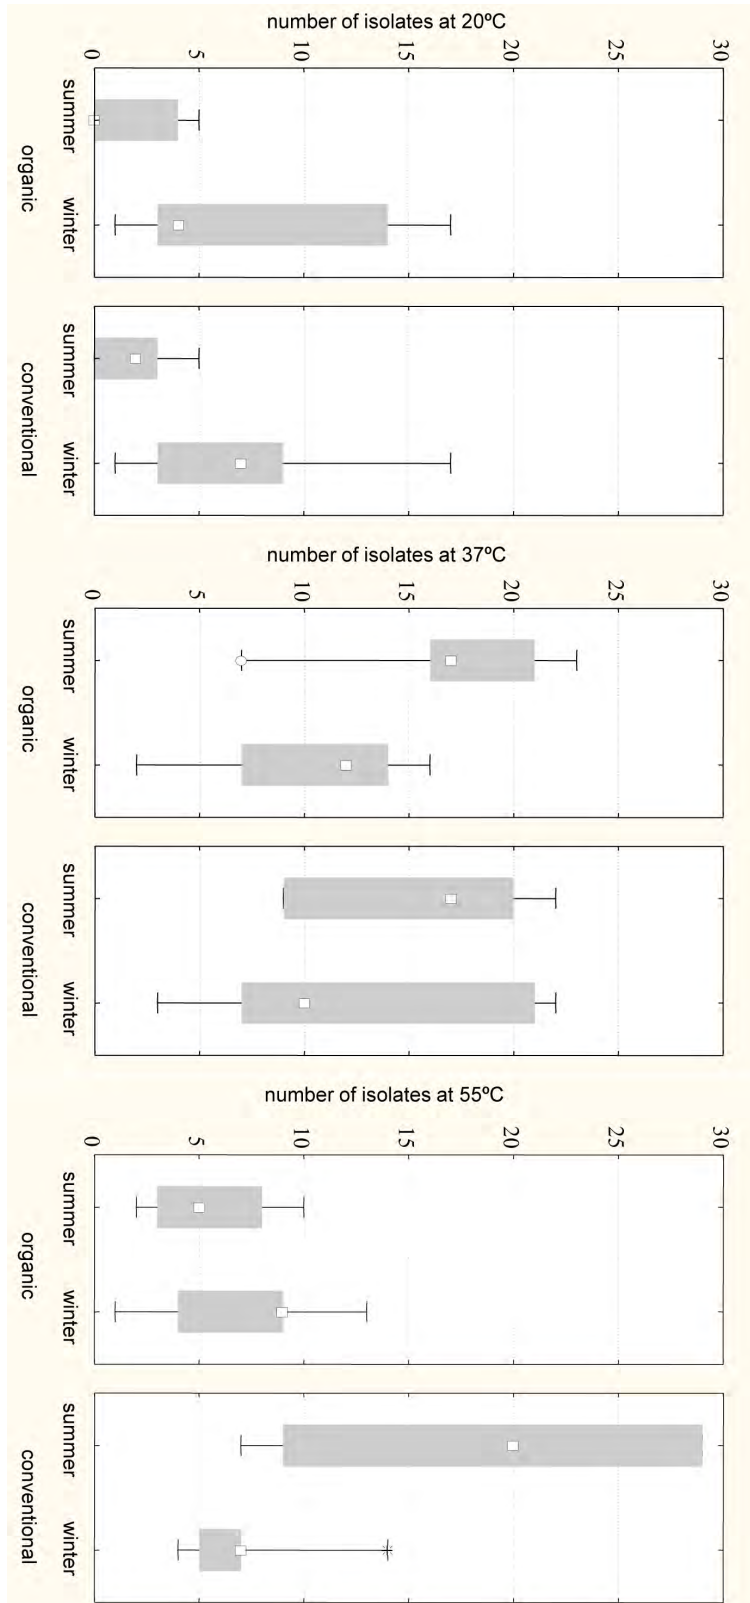 number of isolates at 20ºC
0 5 10 15 20 25 30
summer
winter
organic
summer
winter
conventional
number of isolates at 37ºC
0 5 10 15 20 25 30
summer
winter
organic
summer
winter
conventional
number of isolates at 55ºC
0 5 10 15 20 25 30
summer
winter
organic
summer
winter
conventional